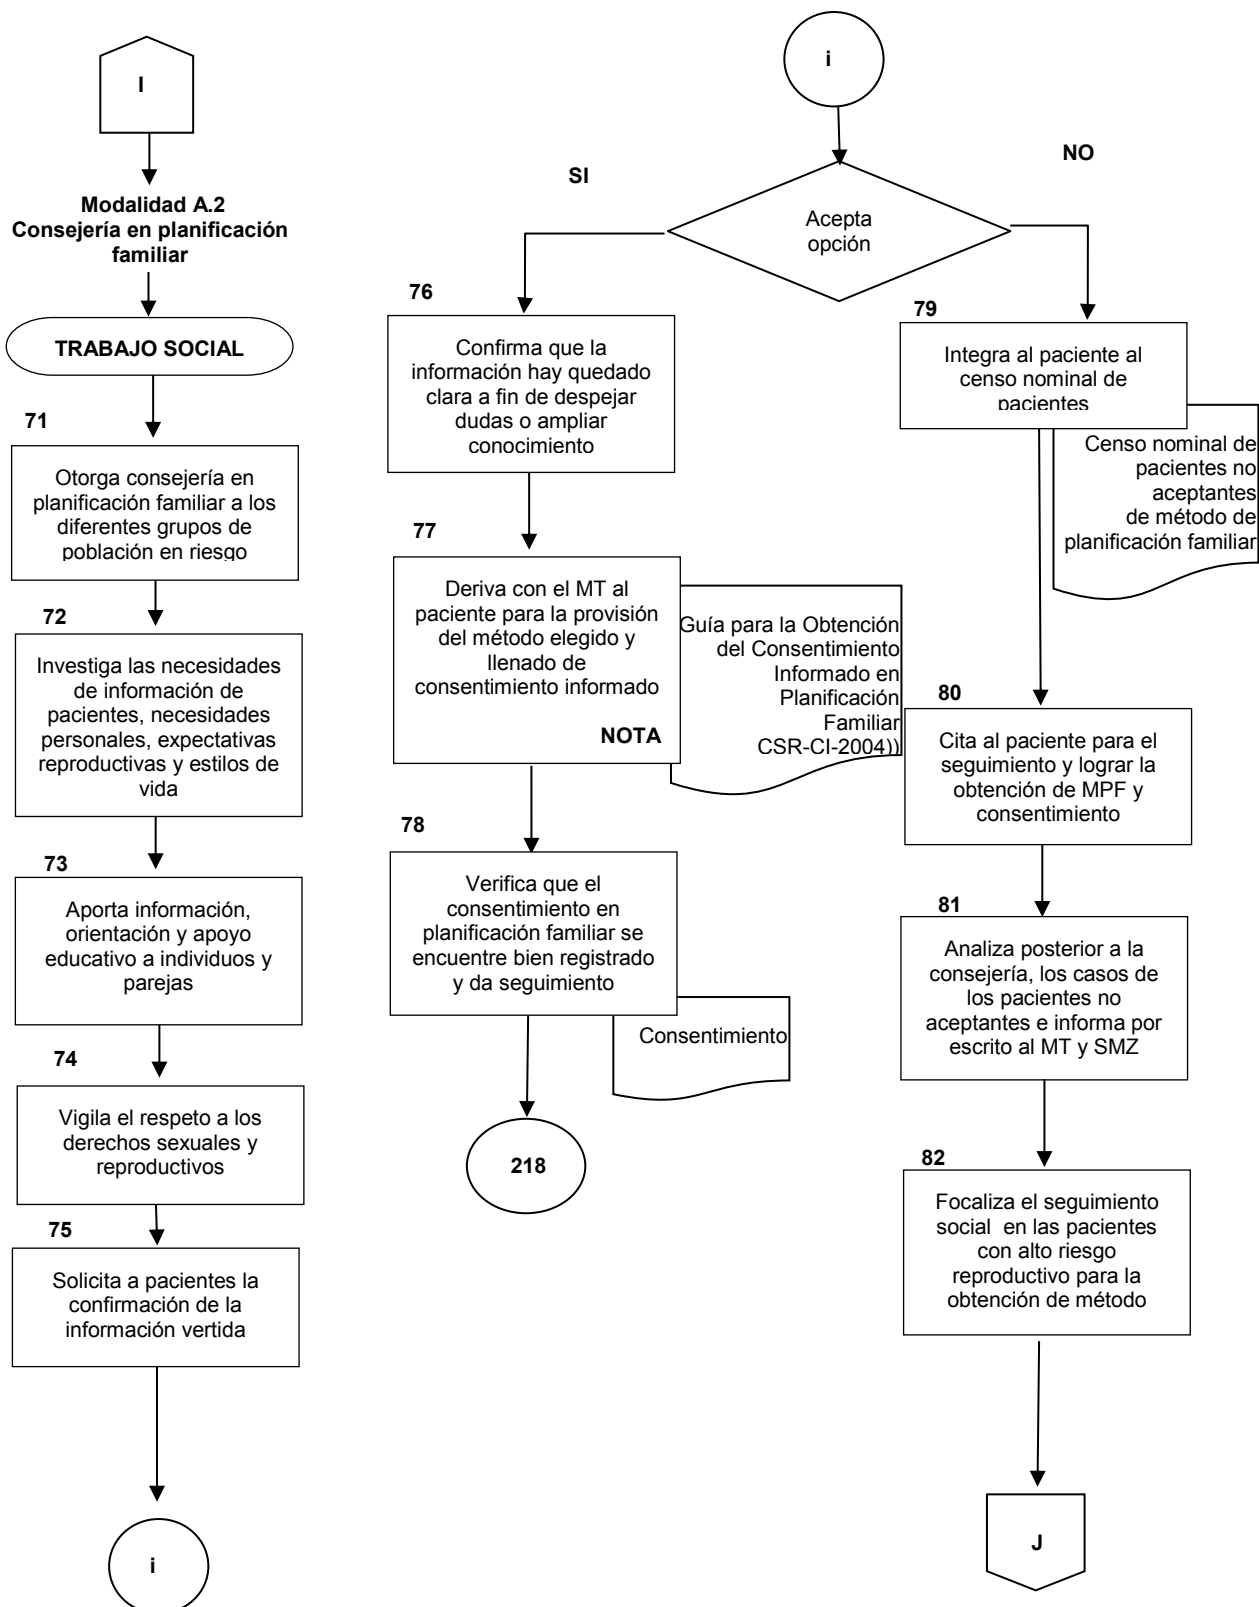 I
Modalidad A.2
Consejería en planificación
familiar
TRABAJO SOCIAL
71
Otorga consejería en
planificación familiar a los
diferentes grupos de
población en riesgo
72
Investiga las necesidades
de información de
pacientes, necesidades
personales, expectativas
reproductivas y estilos de
vida
73
Aporta información,
orientación y apoyo
educativo a individuos y
parejas
74
Vigila el respeto a los
derechos sexuales y
reproductivos
75
Solicita a pacientes la
confirmación de la
información vertida
i
i
Acepta
opción
SI
76
Confirma que la
información hay quedado
clara a fin de despejar
dudas o ampliar
conocimiento
77
Deriva con el MT al
paciente para la provisión
del método elegido y
llenado de
consentimiento informado
NOTA
Guía para la Obtención
del Consentimiento
Informado en
Planificación
Familiar
CSR-CI-2004))
78
Verifica que el
consentimiento en
planificación familiar se
encuentre bien registrado
y da seguimiento
Consentimiento
218
NO
79
Integra al paciente al
censo nominal de
pacientes
Censo nominal de
pacientes no
aceptantes
de método de
planificación familiar
80
Cita al paciente para el
seguimiento y lograr la
obtención de MPF y
consentimiento
81
Analiza posterior a la
consejería, los casos de
los pacientes no
aceptantes e informa por
escrito al MT y SMZ
82
Focaliza el seguimiento
social  en las pacientes
con alto riesgo
reproductivo para la
obtención de método
J